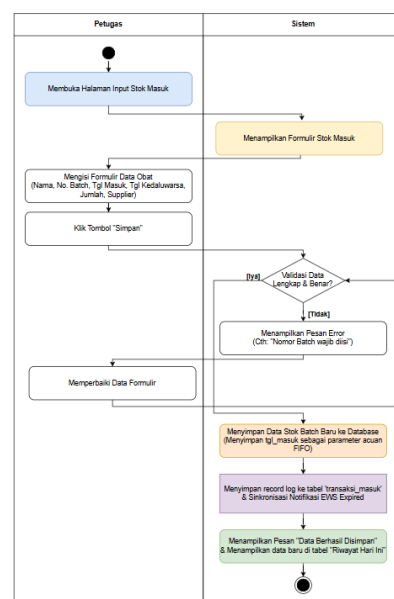 Petugas
Sistem
Membuka Halaman Input Stok Masuk
Menampilkan Formulir Stok Masuk
Mengisi Formulir Data Obat
(Nama, No. Batch, Tgl Masuk, Tgl Kedaluwarsa,
Jumlah, Supplier)
Klik Tombol "Simpan"
Validasi Data
Lengkap & Benar?
[Iya]
[Tidak]
Menampilkan Pesan Error
(Cth: "Nomor Batch wajib diisi")
Memperbaiki Data Formulir
Menyimpan Data Stok Batch Baru ke Database
(Menyimpan tgl_masuk sebagai parameter acuan
FIFO)
Menyimpan record log ke tabel 'transaksi_masuk'
& Sinkronisasi Notifikasi EWS Expired
Menampilkan Pesan "Data Berhasil Disimpan"
& Menampilkan data baru di tabel "Riwayat Hari Ini"